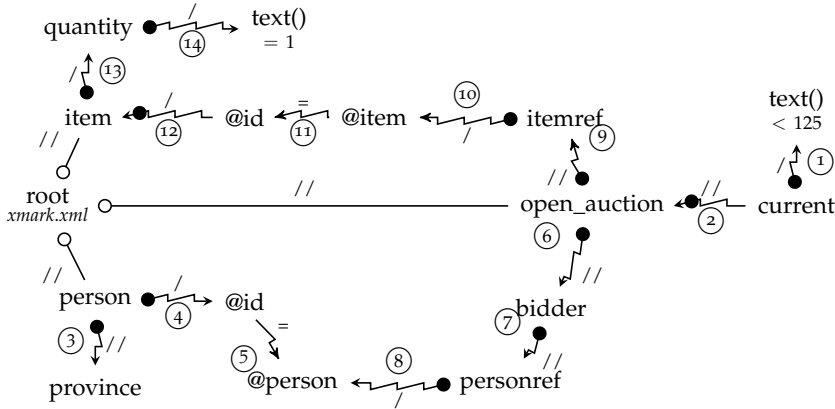 quantity / text()
14 = 1
/ 13
item / @id = @item 10 itemref text()
12 11 / 9 < 125
// / 1
root // // //
xmark.xml open_auction 2 current
6
// / //
person 4 @id bidder
3 // = 7
5 8 //
province @person / personref